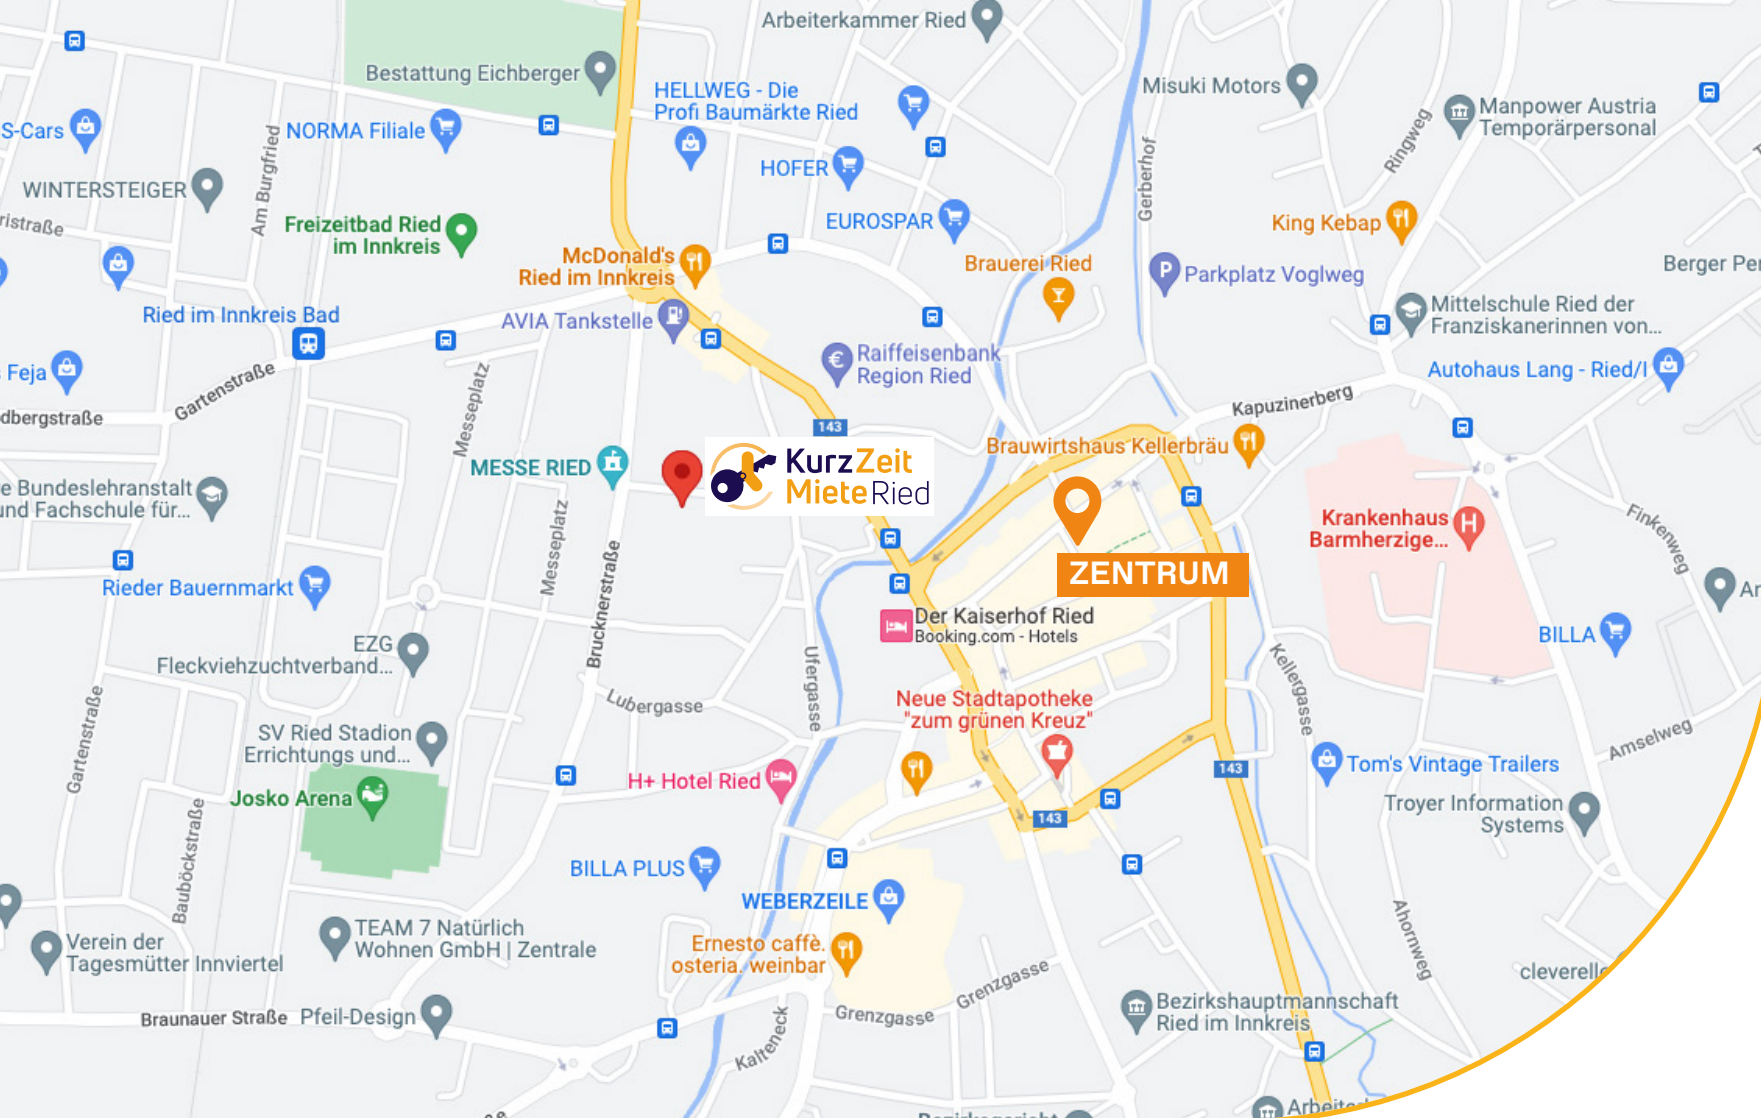 Arbeiterkammer Ried
Bestattung Eichberger
HELLWEG - Die
Profi Baumärkte Ried
Misuki Motors
Manpower Austria
Temporärpersonal
S-Cars
NORMA Filiale
Am Burgfried
HOFER
Gerberhof
Ringweg
WINTERSTEIGER
ristraße
Freizeitbad Ried
im Innkreis
EUROSPAR
King Kebap
McDonald's
Ried im Innkreis
Brauerei Ried
P
Parkplatz Voglweg
Berger Pe
Ried im Innkreis Bad
AVIA Tankstelle
Mittelschule Ried der
Franziskanerinnen von...
Feja
Gartenstraße
Messeplatz
€
Raiffeisenbank
Region Ried
Autohaus Lang - Ried/I
dbergstraße
Kapuzinerberg
143
Brauwirtshaus Kellerbräu
MESSE RIED
KurzZeit
MieteRied
e Bundeslehranstalt
und Fachschule für...
Messeplatz
Krankenhaus
Barmherzige...
H
Finkenweg
Brucknerstraße
ZENTRUM
Rieder Bauernmarkt
Ar
Der Kaiserhof Ried
Booking.com - Hotels
BILLA
EZG
Fleckviehzuchtverband...
Ufergasse
Kellergasse
Lubergasse
Neue Stadtapotheke
"zum grünen Kreuz"
Gartenstraße
SV Ried Stadion
Errichtungs und...
Amselweg
H+ Hotel Ried
143
Tom's Vintage Trailers
Josko Arena
Troyer Information
Systems
143
Bauböckstraße
BILLA PLUS
WEBERZEILE
Ahornweg
TEAM 7 Natürlich
Wohnen GmbH | Zentrale
Verein der
Tagesmütter Innviertel
Ernesto caffè.
osteria. weinbar
Grenzgasse
cleverelle
Braunauer Straße
Pfeil-Design
Grenzgasse
Bezirkshauptmannschaft
Ried im Innkreis
Kalteneck